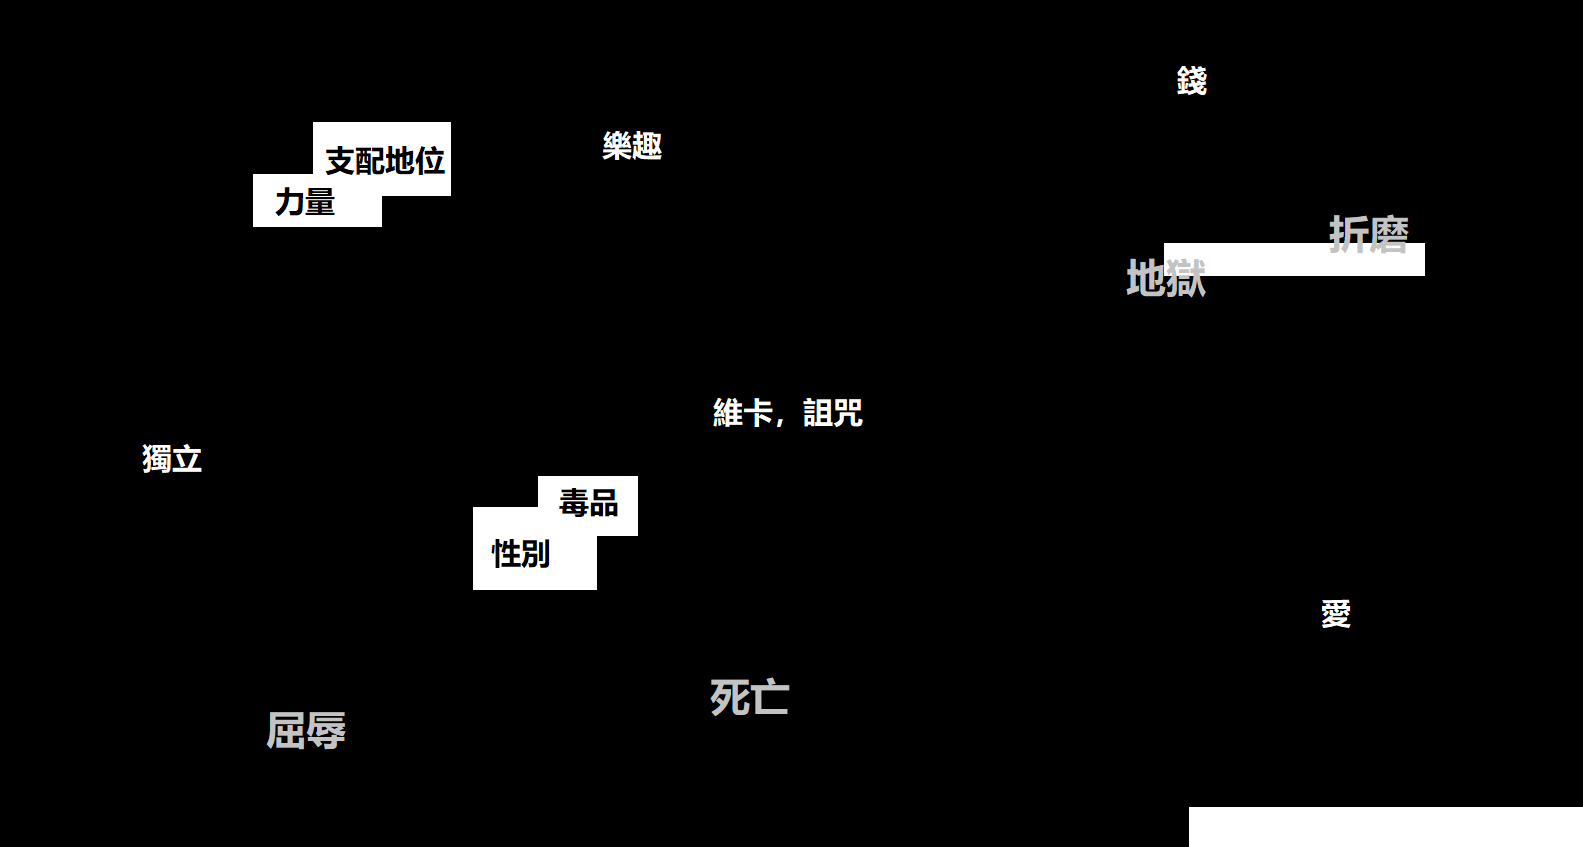 錢
樂趣
支配地位
力量
折磨
地獄
維卡，詛咒
獨立
毒品
性別
愛
死亡
屈辱